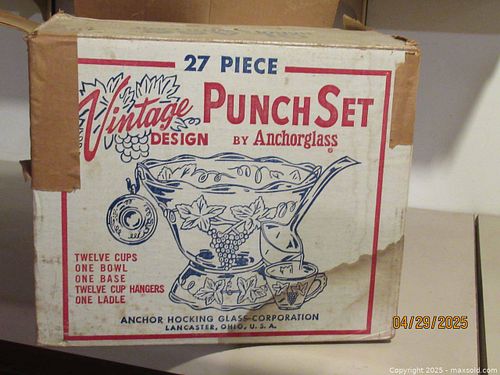 27 PIECE
Vintage PUNCH SET
DESIGN BY Anchorglass
TWELVE CUPS
ONE BOWL
ONE BASE
TWELVE CUP HANGERS
ONE LADLE
ANCHOR HOCKING GLASS CORPORATION
LANCASTER, OHIO, U. S. A.
04/29/2025
Copyright 2025 - maxsold.com